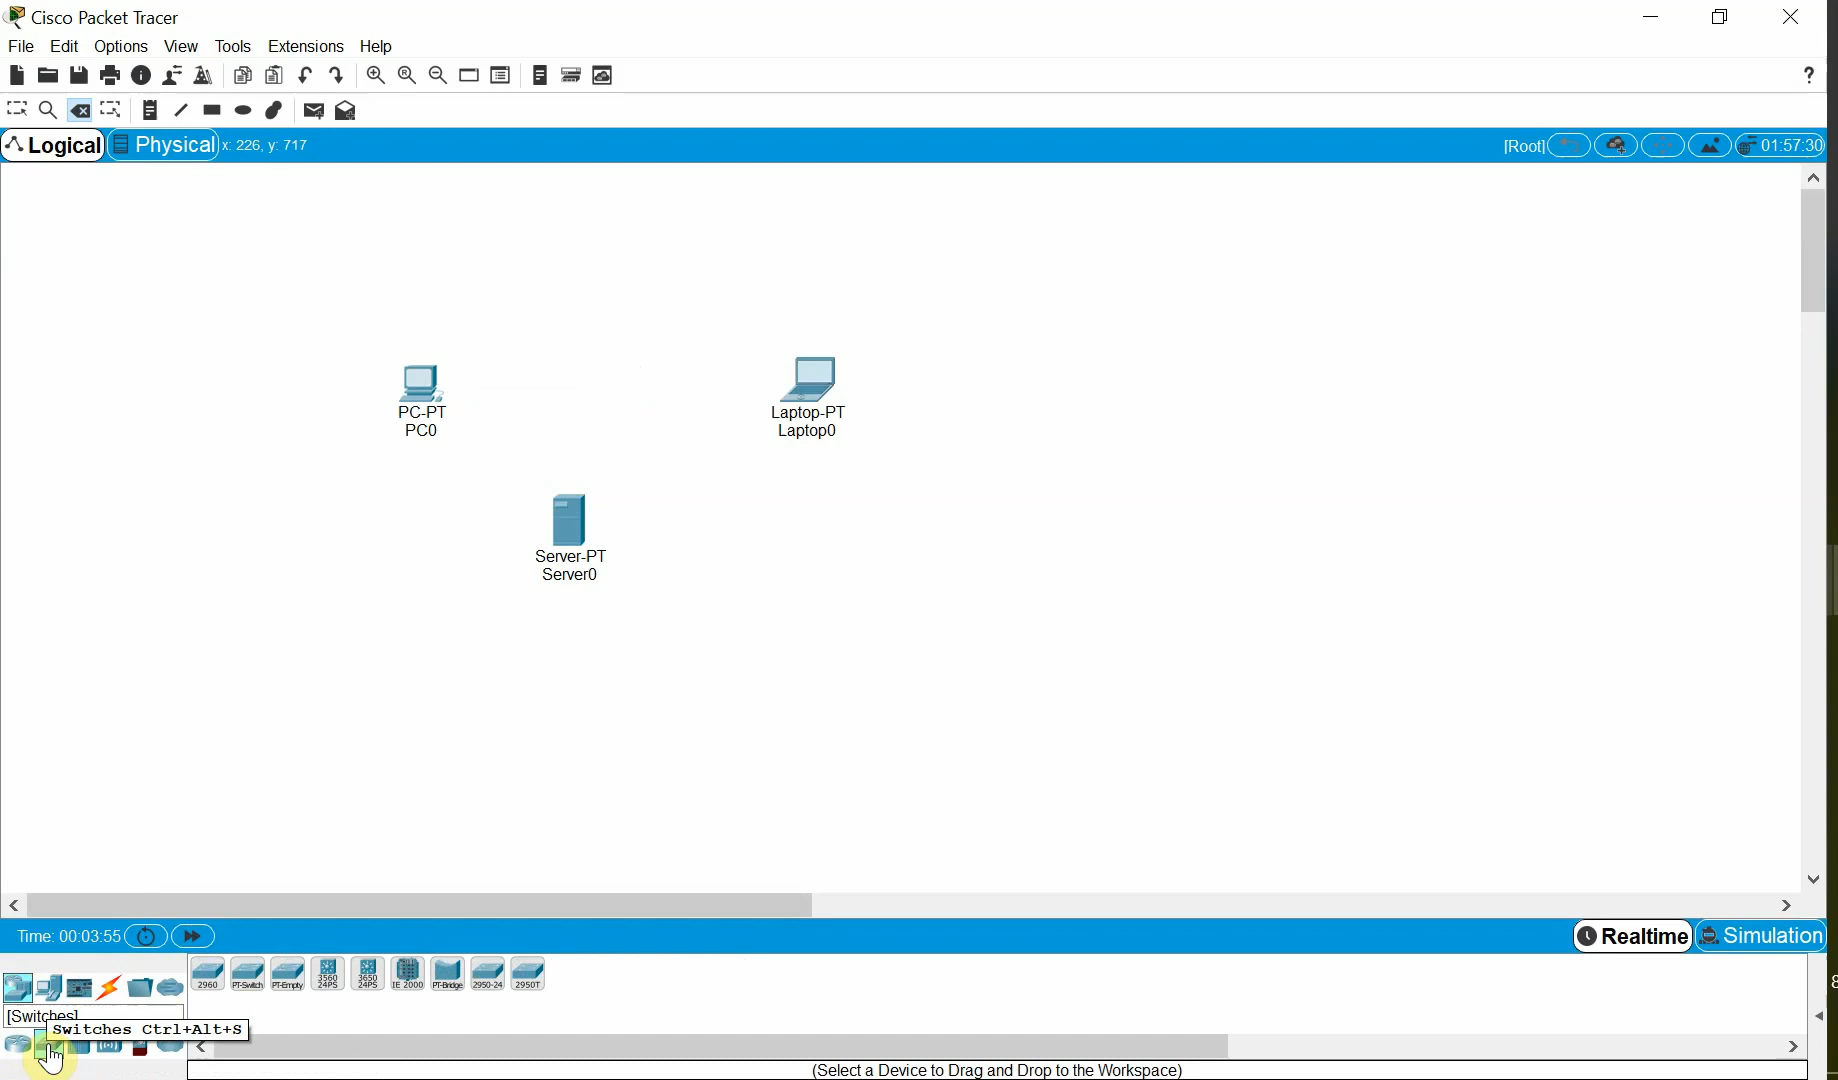 Cisco Packet Tracer
File Edit Options View Tools Extensions Help
?
Logical Physical x: 226, y: 717 [Root] 01:57:30
PC-PT
PC0
Laptop-PT
Laptop0
Server-PT
Server0
Time: 00:03:55 Realtime Simulation
2960 PT-Switch PT-Empty 3560 24PS 3650 24PS IE 2000 PT-Bridge 2950-24 2950T
[Switches]
Switches Ctrl+Alt+S
(Select a Device to Drag and Drop to the Workspace)